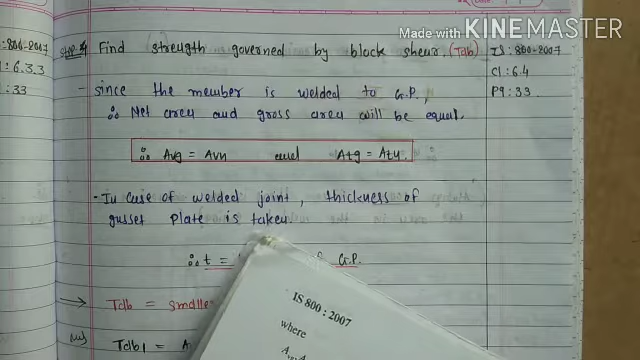 Made with KINEMASTER
: 800-2007
1 : 6.3.3
: 33
Step 4 Find strength governed by block shear. (Tdb)
IS : 800-2007
Cl : 6.4
Pg : 33
- since the member is welded to G.P,
∴ Net area and gross area will be equal.
∴ Avg = Avn and Atg = Atn.
- In case of welded joint, thickness of
gusset plate is taken.
∴ t = G.P.
→ Tdb =
Tdb1 = A
IS 800 : 2007
where